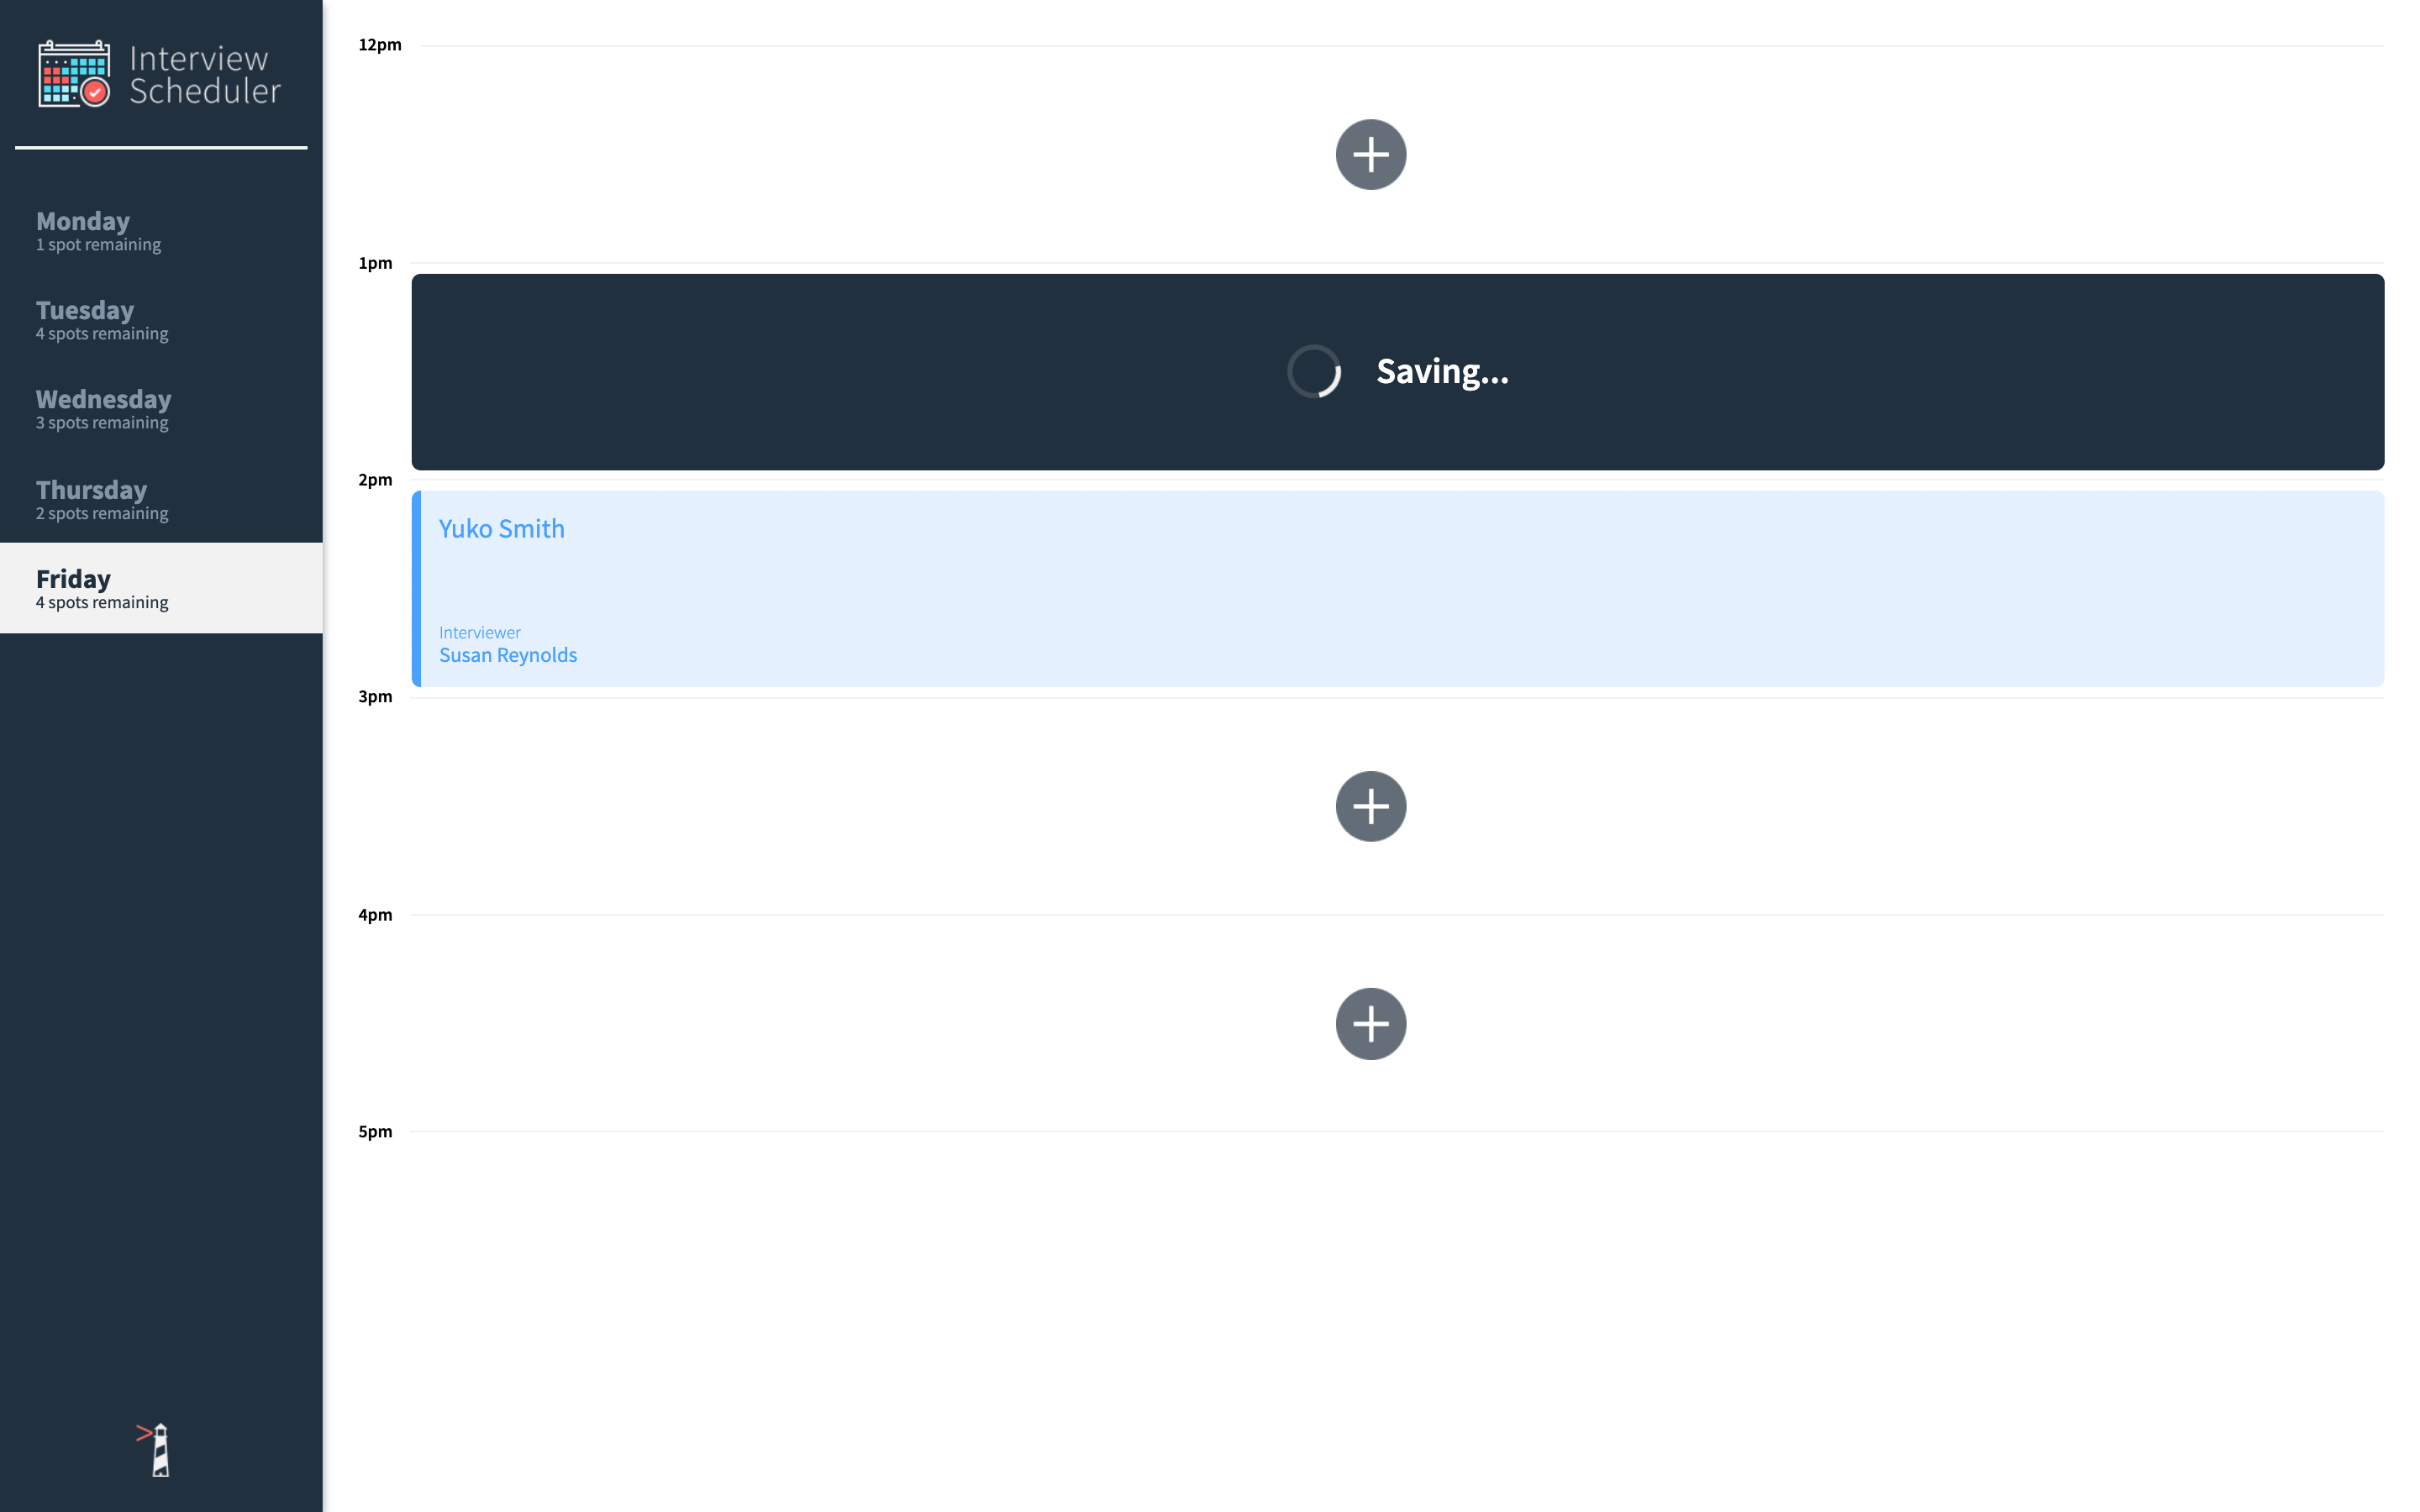 Interview
Scheduler
Monday
1 spot remaining
Tuesday
4 spots remaining
Wednesday
3 spots remaining
Thursday
2 spots remaining
Friday
4 spots remaining
12pm
1pm
Saving...
2pm
Yuko Smith
Interviewer
Susan Reynolds
3pm
4pm
5pm